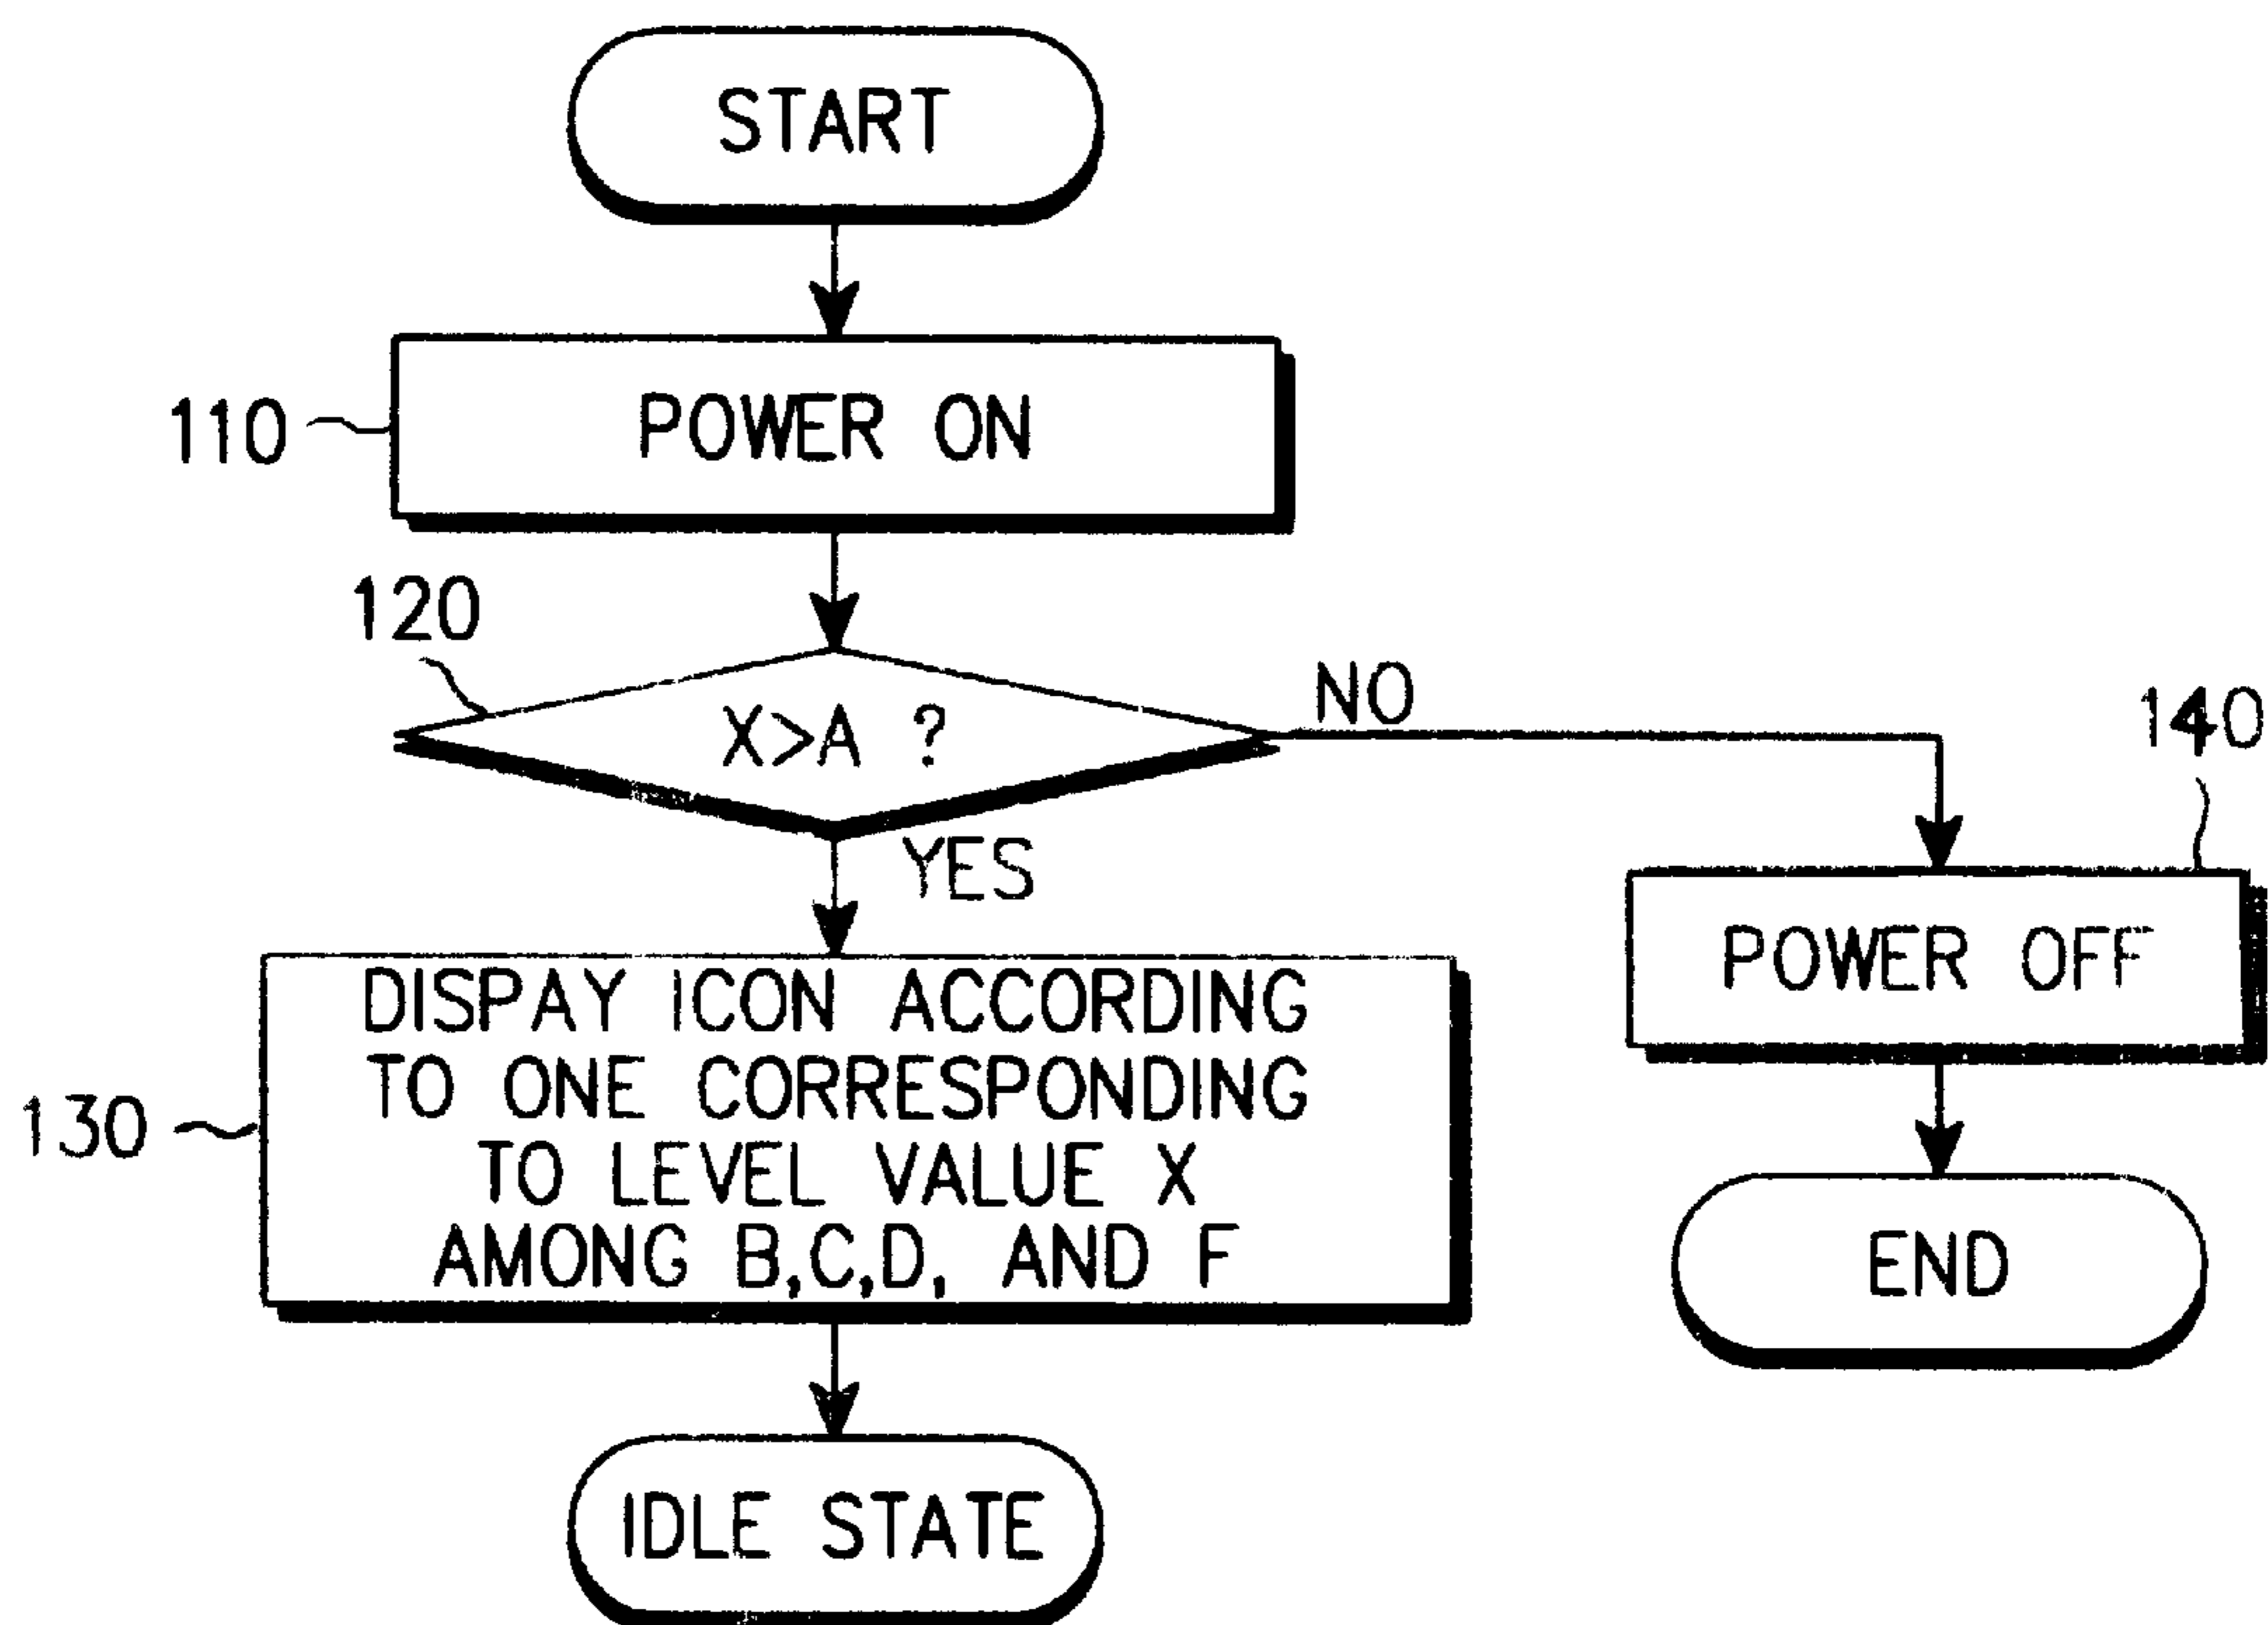 START
110
POWER ON
120
X>A ?
NO
140
YES
POWER OFF
DISPAY ICON ACCORDING
TO ONE CORRESPONDING
TO LEVEL VALUE X
AMONG B,C,D, AND F
130
END
IDLE STATE